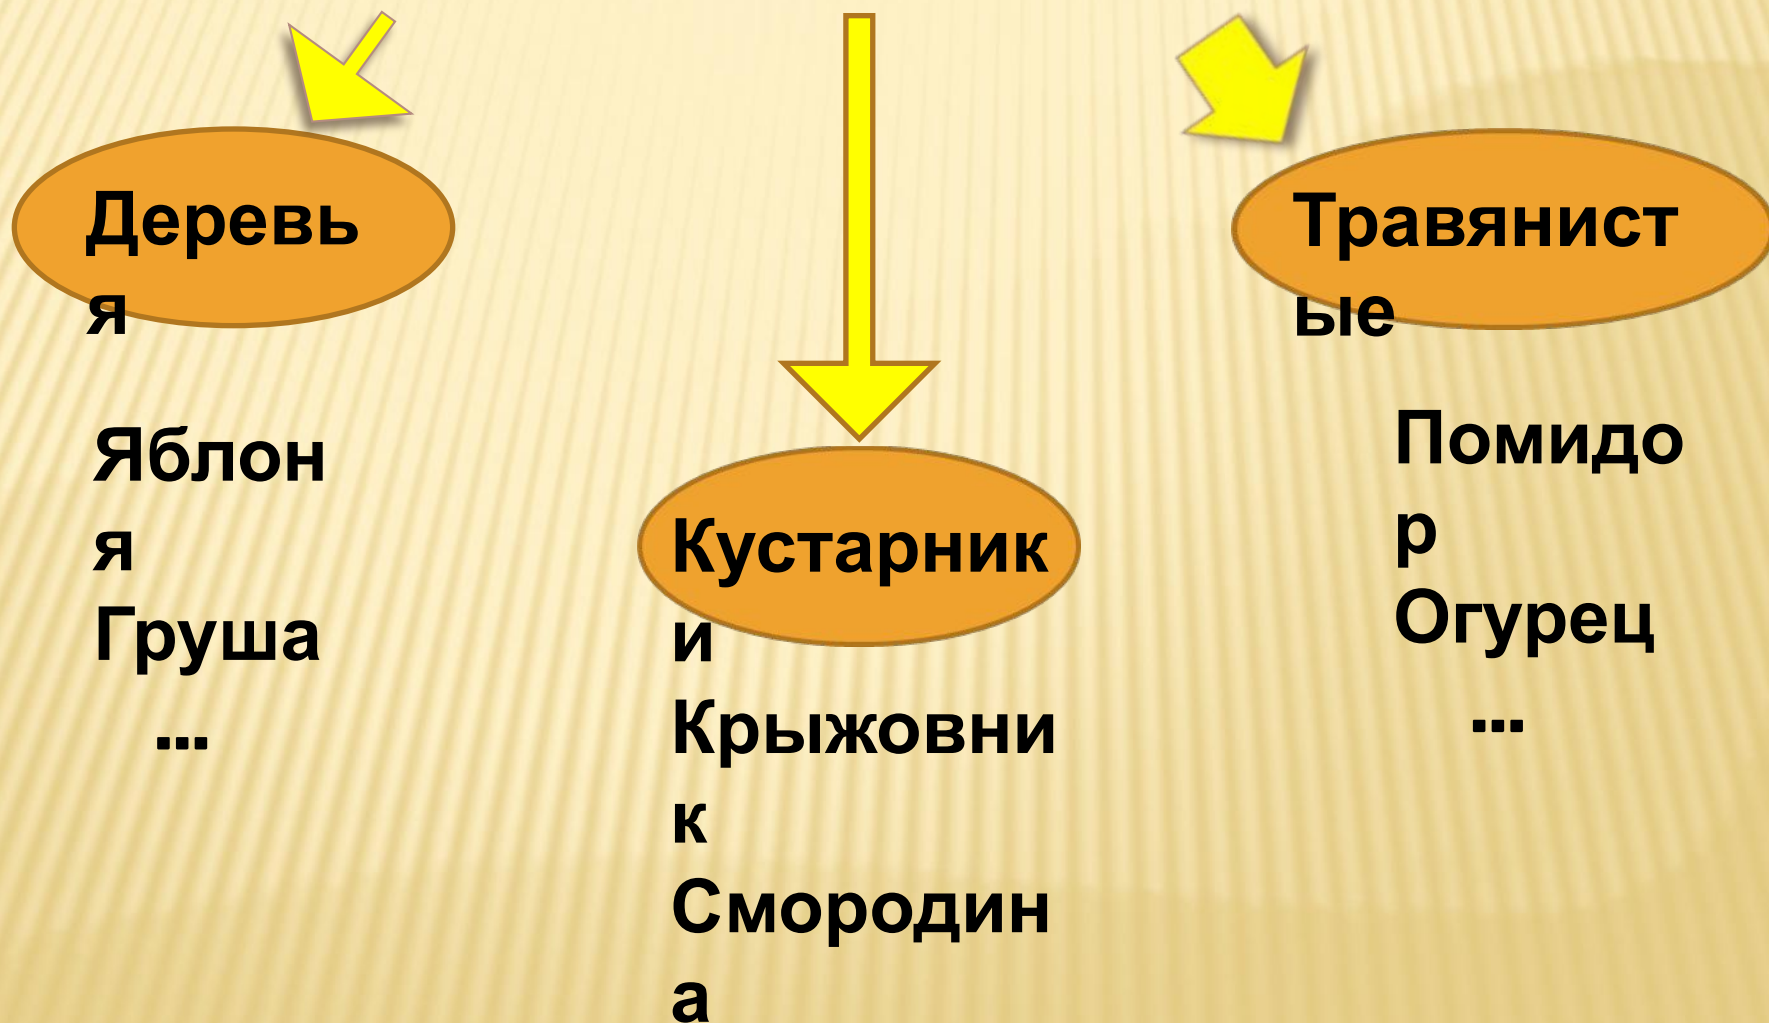 Деревь
я
Яблон
я
Груша
...
Кустарник
и
Крыжовни
к
Смородин
а
Травянист
ые
Помидо
р
Огурец
...